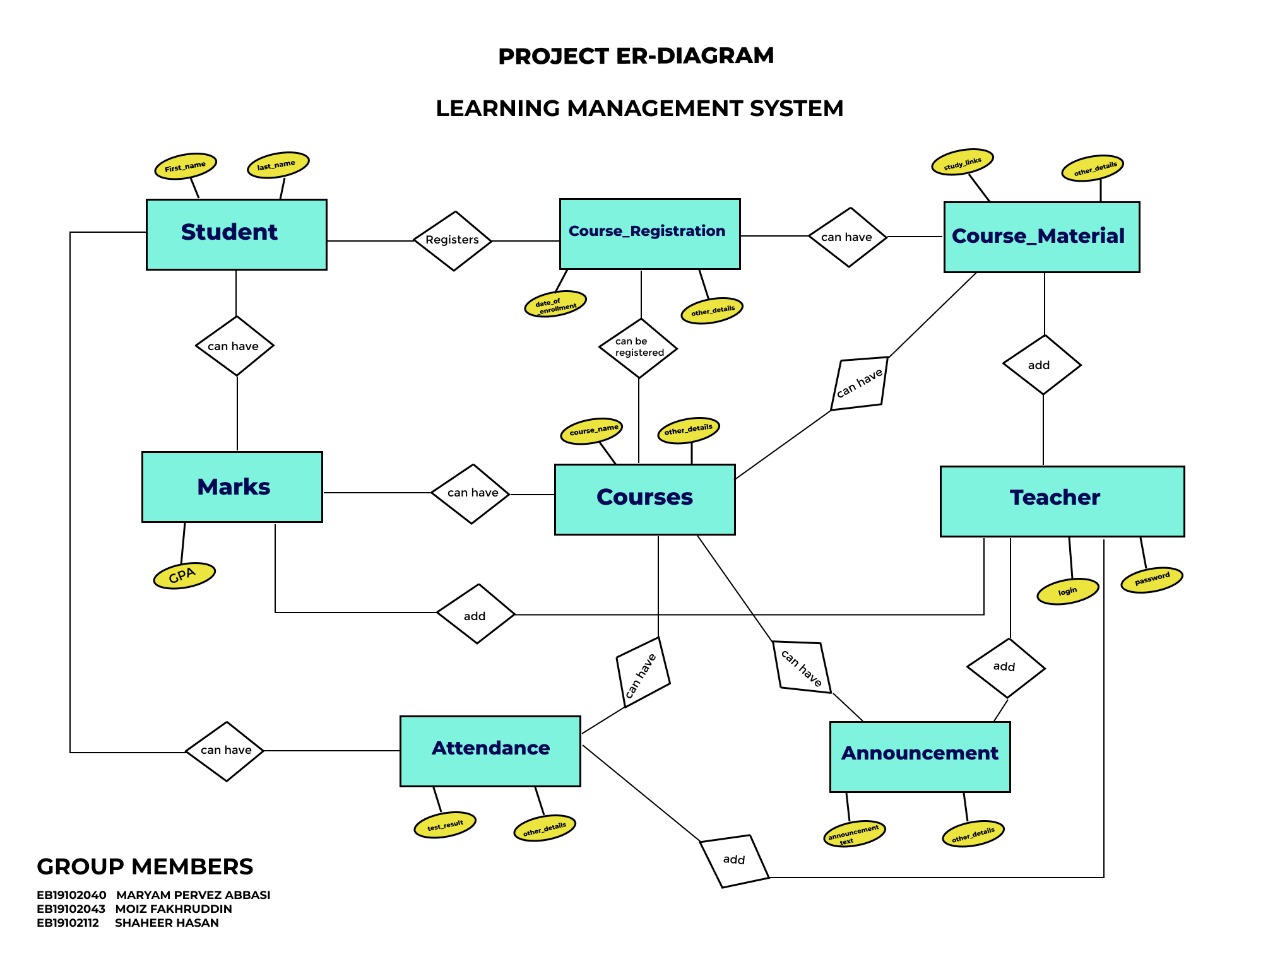 PROJECT ER-DIAGRAM
LEARNING MANAGEMENT SYSTEM
First_name
last_name
study_links
other_details
Student
Registers
Course_Registration
can have
Course_Material
date_of
_enrollment
other_details
can have
can be
registered
can have
add
course_name
other_details
Marks
can have
Courses
Teacher
GPA
login
password
add
can have
can have
add
can have
Attendance
Announcement
test_result
other_details
announcement
text
other_details
add
GROUP MEMBERS
EB19102040 MARYAM PERVEZ ABBASI
EB19102043 MOIZ FAKHRUDDIN
EB19102112 SHAHEER HASAN